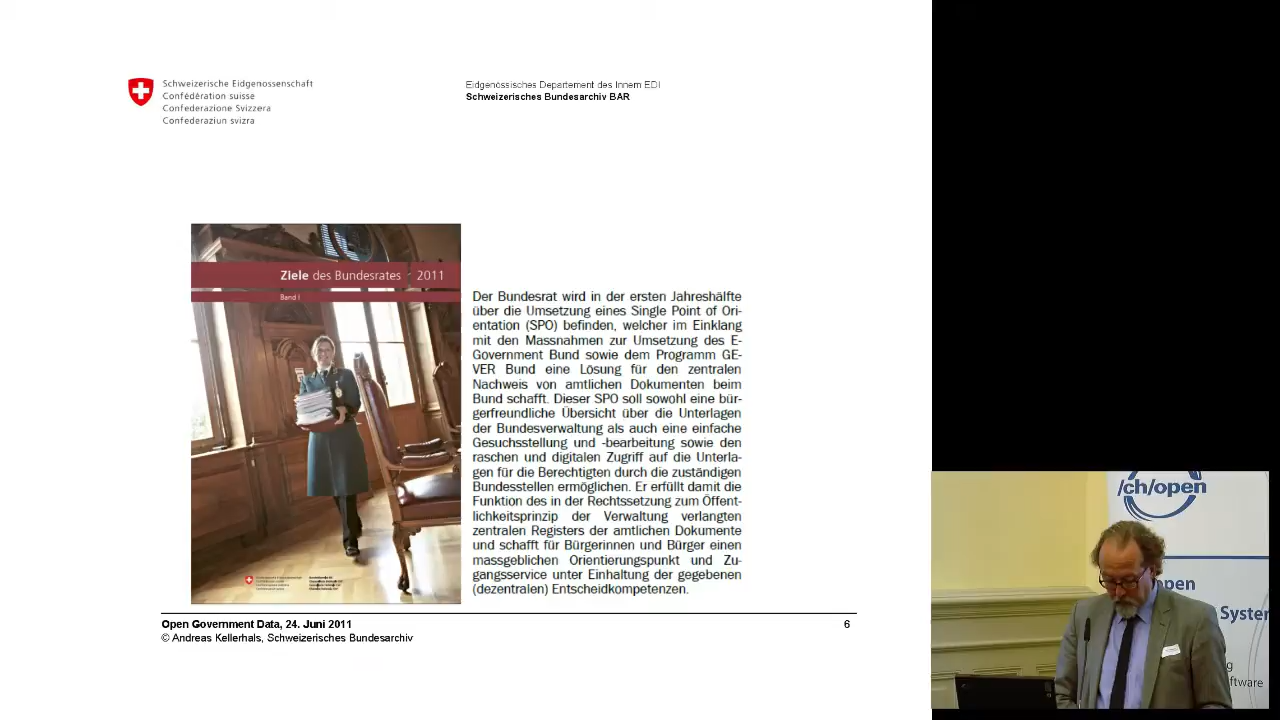 Schweizerische Eidgenossenschaft
Confédération suisse
Confederazione Svizzera
Confederaziun svizra
Eidgenössisches Departement des Innern EDI
Schweizerisches Bundesarchiv BAR
Ziele des Bundesrates 2011
Band I
Der Bundesrat wird in der ersten Jahreshälfte
über die Umsetzung eines Single Point of Ori-
entation (SPO) befinden, welcher im Einklang
mit den Massnahmen zur Umsetzung des E-
Government Bund sowie dem Programm GE-
VER Bund eine Lösung für den zentralen
Nachweis von amtlichen Dokumenten beim
Bund schafft. Dieser SPO soll sowohl eine bür-
gerfreundliche Übersicht über die Unterlagen
der Bundesverwaltung als auch eine einfache
Gesuchsstellung und -bearbeitung sowie den
raschen und digitalen Zugriff auf die Unterla-
gen für die Berechtigten durch die zuständigen
Bundesstellen ermöglichen. Er erfüllt damit die
Funktion des in der Rechtssetzung zum Öffent-
lichkeitsprinzip der Verwaltung verlangten
zentralen Registers der amtlichen Dokumente
und schafft für Bürgerinnen und Bürger einen
massgeblichen Orientierungspunkt und Zu-
gangsservice unter Einhaltung der gegebenen
(dezentralen) Entscheidkompetenzen.
Open Government Data, 24. Juni 2011
© Andreas Kellerhals, Schweizerisches Bundesarchiv
6
/ch/open
open
System
g
ftware